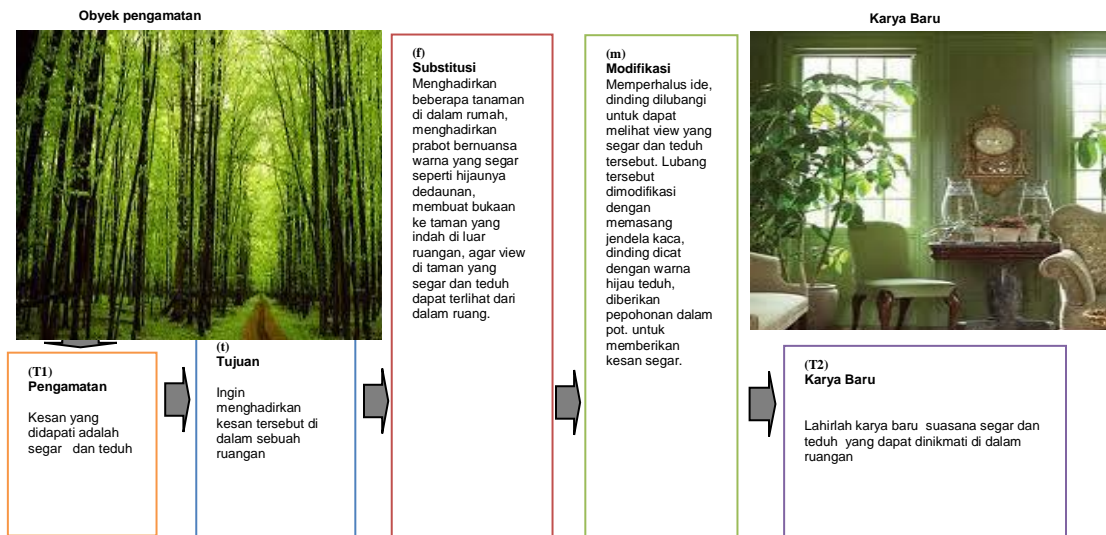 Obyek pengamatan
Karya Baru
(T1)
Pengamatan
Kesan yang
didapati adalah
segar dan teduh
(t)
Tujuan
Ingin
menghadirkan
kesan tersebut di
dalam sebuah
ruangan
(f)
Substitusi
Menghadirkan
beberapa tanaman
di dalam rumah,
menghadirkan
prabot bernuansa
warna yang segar
seperti hijaunya
dedaunan,
membuat bukaan
ke taman yang
indah di luar
ruangan, agar view
di taman yang
segar dan teduh
dapat terlihat dari
dalam ruang.
(m)
Modifikasi
Memperhalus ide,
dinding dilubangi
untuk dapat
melihat view yang
segar dan teduh
tersebut. Lubang
tersebut
dimodifikasi
dengan
memasang
jendela kaca,
dinding dicat
dengan warna
hijau teduh,
diberikan
pepohonan dalam
pot. untuk
memberikan
kesan segar.
(T2)
Karya Baru
Lahirlah karya baru suasana segar dan
teduh yang dapat dinikmati di dalam
ruangan